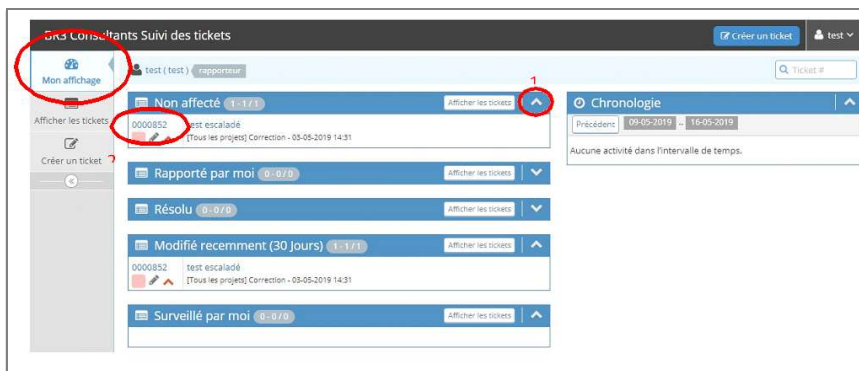 BR3 Consultants Suivi des tickets
Créer un ticket
test
Mon affichage
Afficher les tickets
Créer un ticket
2
test ( test ) rapporteur
Ticket #
1
Non affecté 1 - 1 / 1 Afficher les tickets
0000852 test escaladé
[Tous les projets] Correction - 03-05-2019 14:31
Rapporté par moi 0 - 0 / 0 Afficher les tickets
Résolu 0 - 0 / 0 Afficher les tickets
Modifié recemment (30 Jours) 1 - 1 / 1 Afficher les tickets
0000852 test escaladé
[Tous les projets] Correction - 03-05-2019 14:31
Surveillé par moi 0 - 0 / 0 Afficher les tickets
Chronologie
Précédent 09-05-2019 .. 16-05-2019
Aucune activité dans l'intervalle de temps.